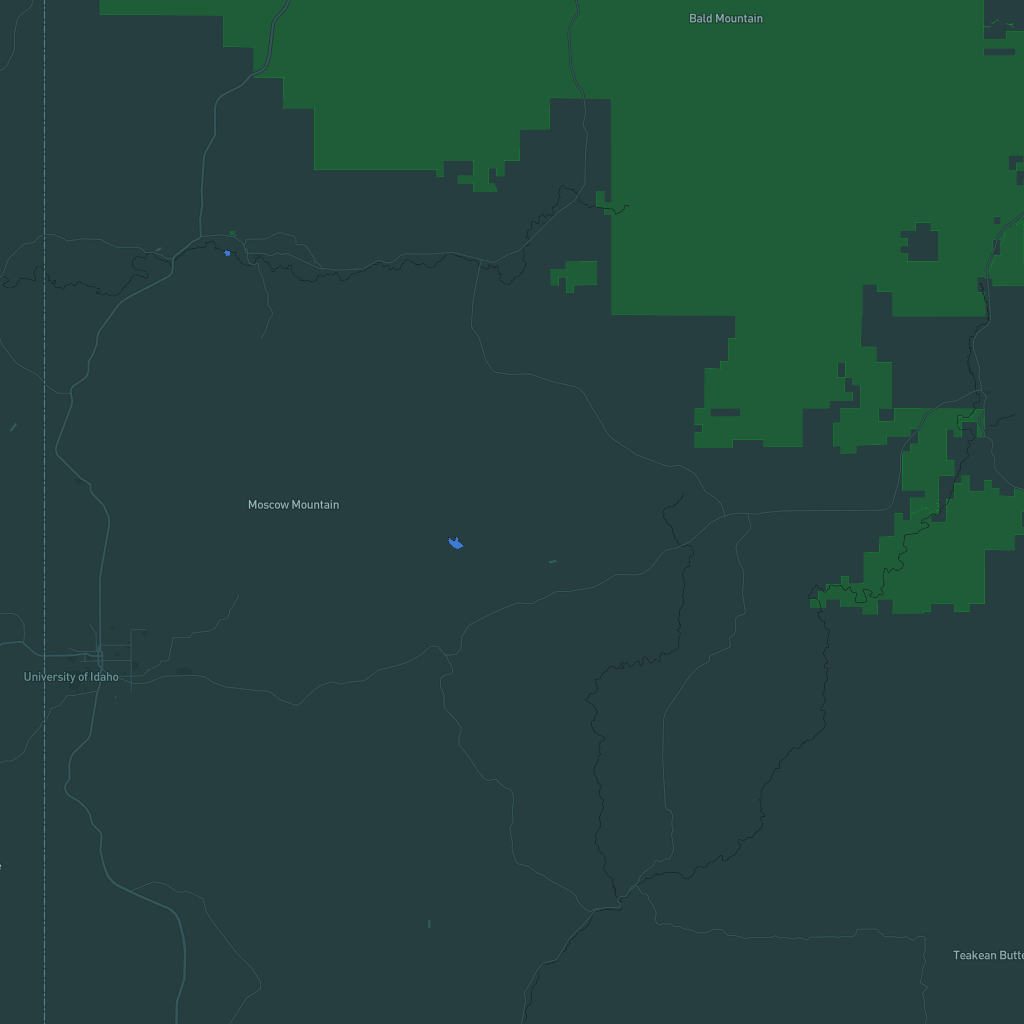 Bald Mountain
Moscow Mountain
University of Idaho
Teakean Butte